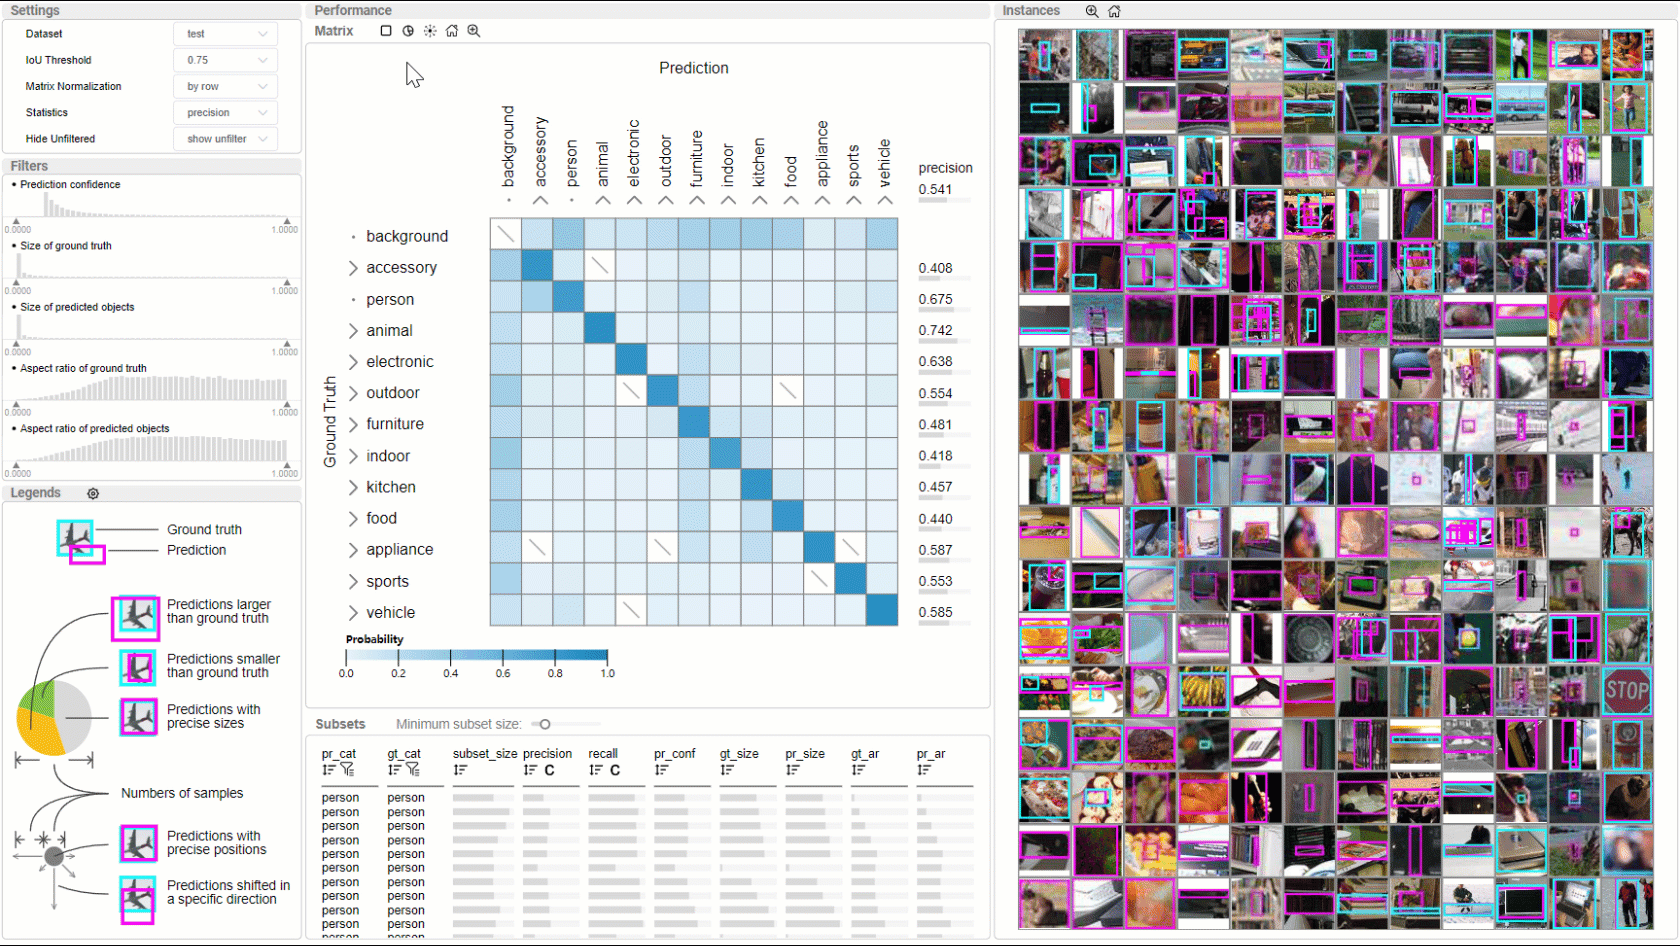 Settings
Dataset test
IoU Threshold 0.75
Matrix Normalization by row
Statistics precision
Hide Unfiltered show unfilter
Filters
• Prediction confidence
0.0000 1.0000
• Size of ground truth
0.0000 1.0000
• Size of predicted objects
0.0000 1.0000
• Aspect ratio of ground truth
0.0000 1.0000
• Aspect ratio of predicted objects
0.0000 1.0000
Legends
Ground truth
Prediction
Predictions larger
than ground truth
Predictions smaller
than ground truth
Predictions with
precise sizes
Numbers of samples
Predictions with
precise positions
Predictions shifted in
a specific direction
Performance
Matrix
Prediction
background
accessory
person
animal
electronic
outdoor
furniture
indoor
kitchen
food
appliance
sports
vehicle
precision
0.541
Ground Truth
background
accessory 0.408
person 0.675
animal 0.742
electronic 0.638
outdoor 0.554
furniture 0.481
indoor 0.418
kitchen 0.457
food 0.440
appliance 0.587
sports 0.553
vehicle 0.585
Probability
0.0 0.2 0.4 0.6 0.8 1.0
Subsets Minimum subset size:
pr_cat gt_cat subset_size precision recall pr_conf gt_size pr_size gt_ar pr_ar
C C
person person
person person
person person
person person
person person
person person
person person
person person
person person
person person
person person
Instances
STOP